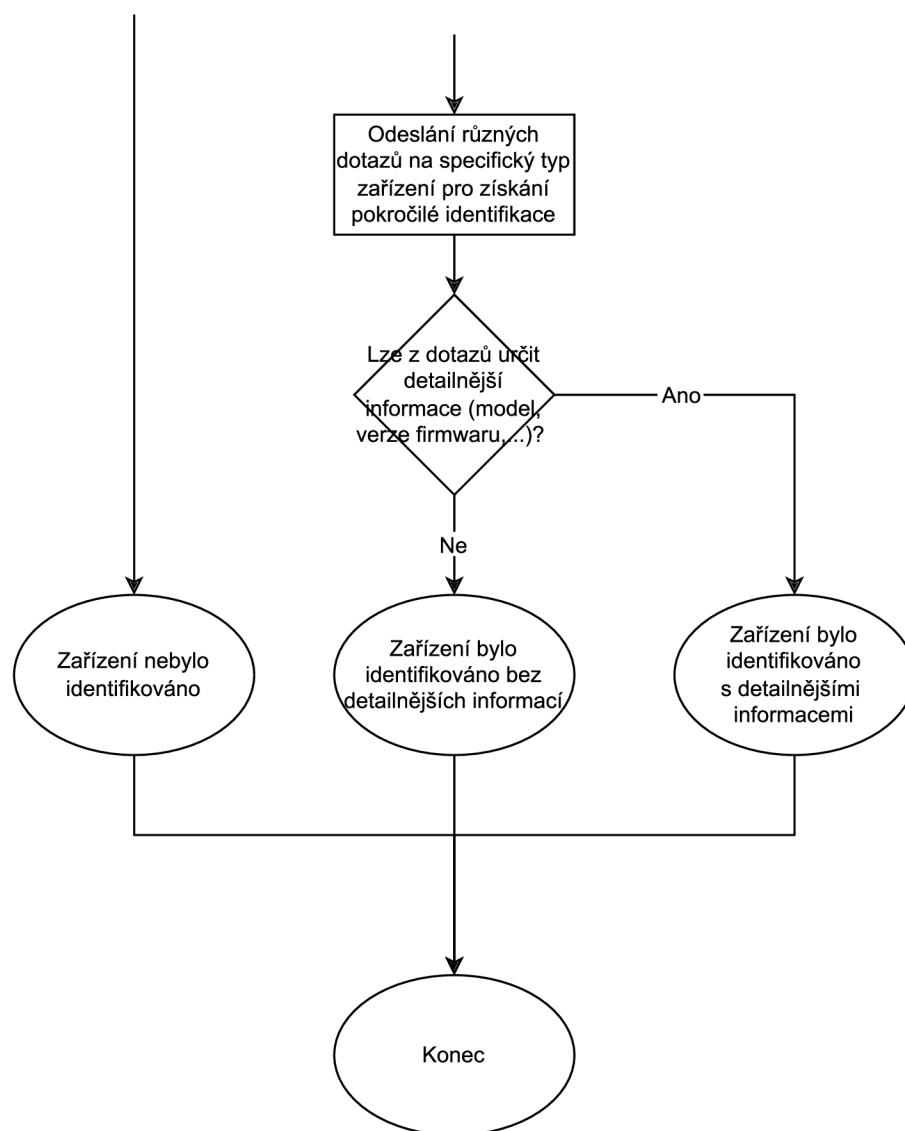 Odeslání různých
dotazů na specifický typ
zařízení pro získání
pokročilé identifikace
Lze z dotazů určit
detailnější
informace (model,
verze firmwaru,...)?
Ano
Ne
Zařízení nebylo
identifikováno
Zařízení bylo
identifikováno bez
detailnějších informací
Zařízení bylo
identifikováno
s detailnějšími
informacemi
Konec